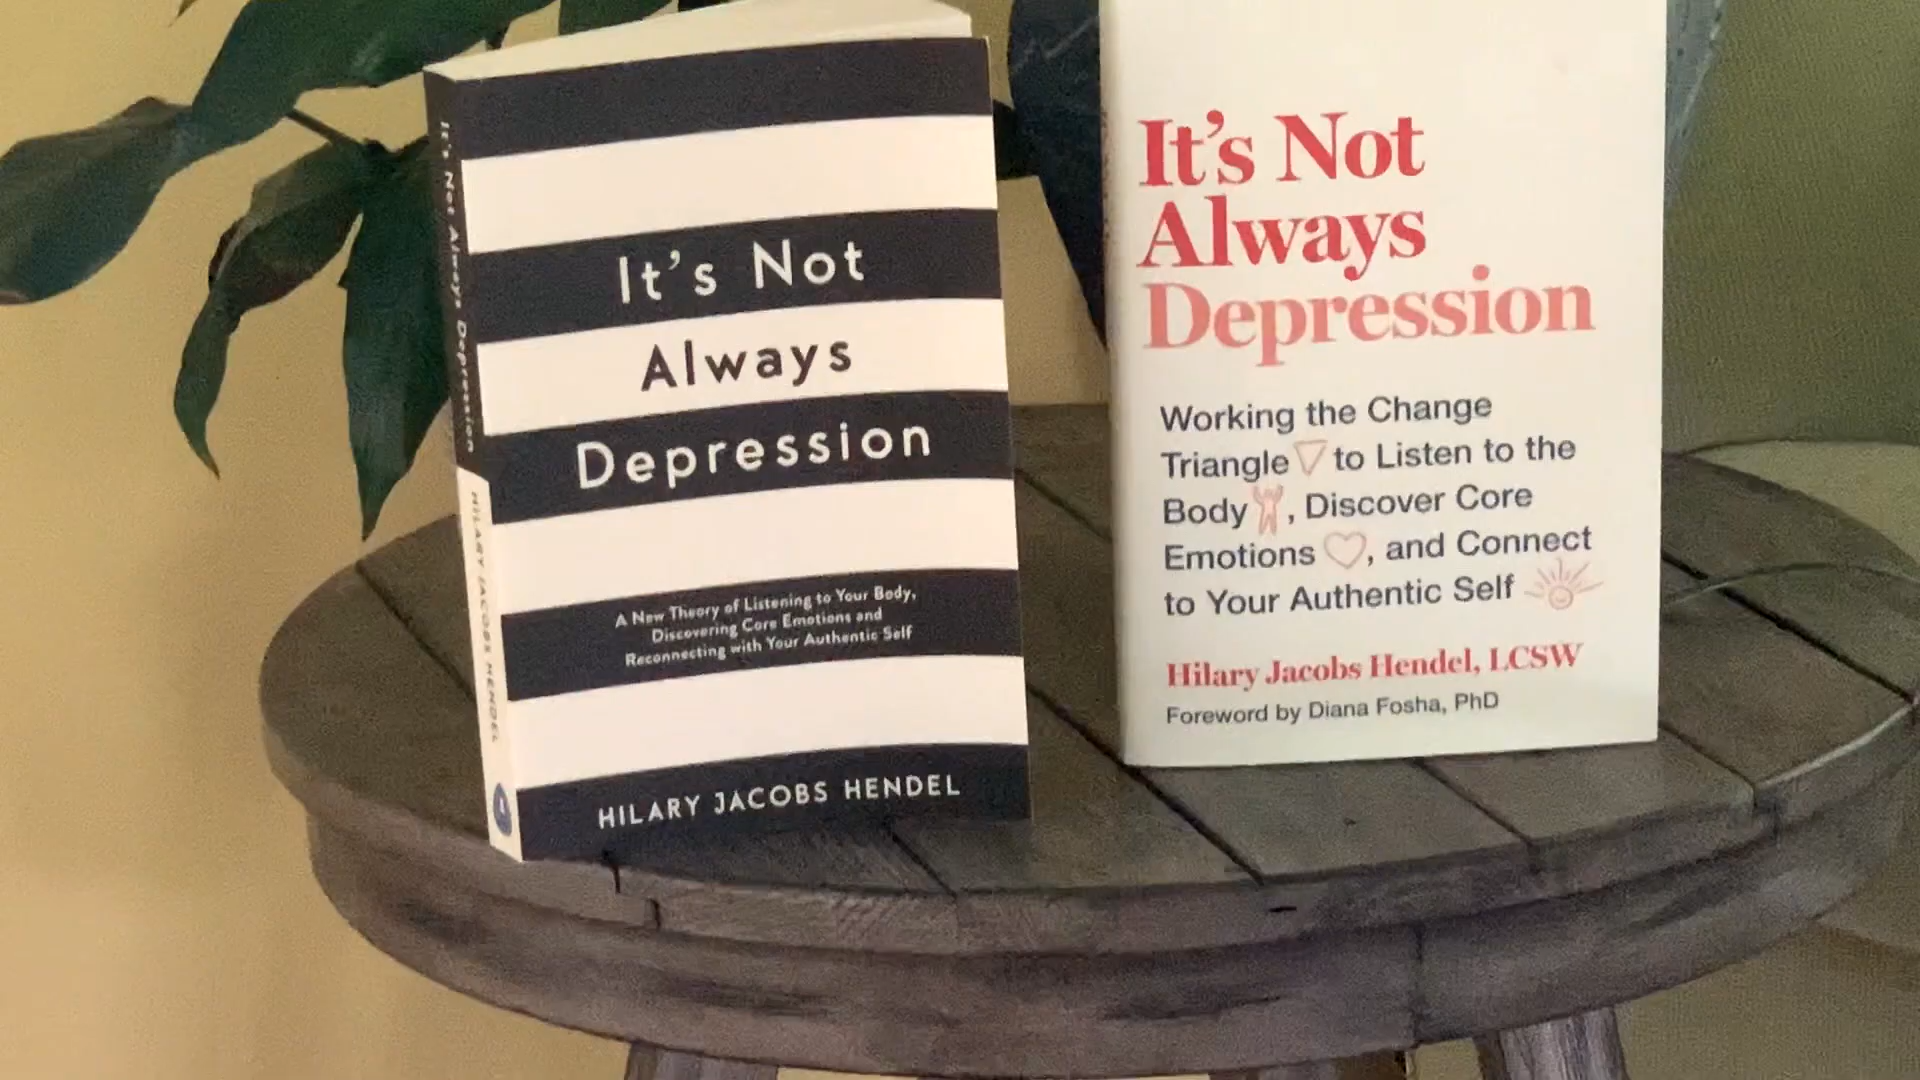 It's Not Always Depression
HILARY JACOBS HENDEL
It's Not
Always
Depression
A New Theory of Listening to Your Body,
Discovering Core Emotions and
Reconnecting with Your Authentic Self
HILARY JACOBS HENDEL
It's Not
Always
Depression
Working the Change
Triangle to Listen to the
Body, Discover Core
Emotions, and Connect
to Your Authentic Self
Hilary Jacobs Hendel, LCSW
Foreword by Diana Fosha, PhD